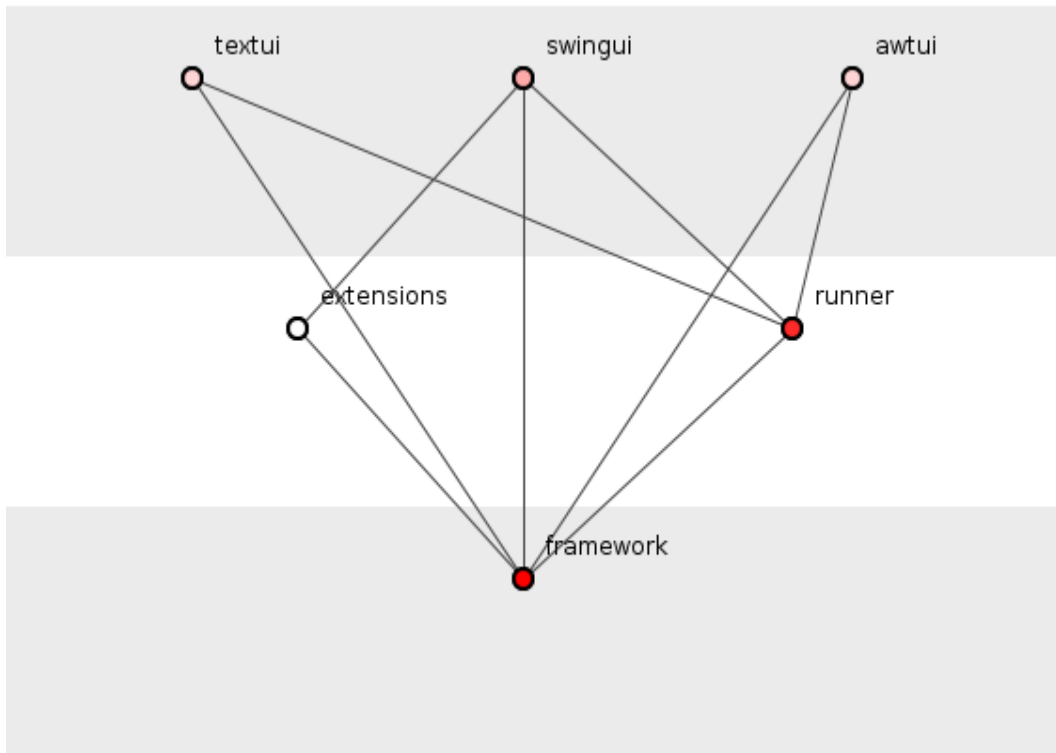 textui
swingui
awtui
extensions
runner
framework